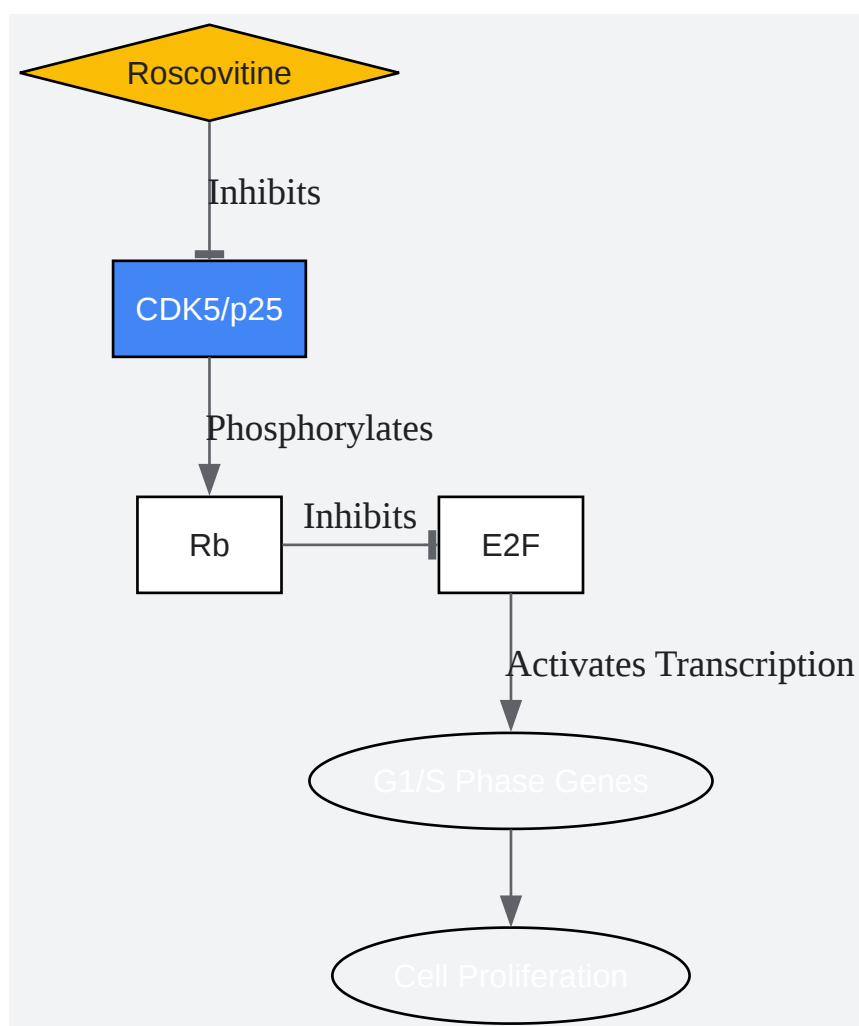 Roscovitine
Inhibits
CDK5/p25
Phosphorylates
Rb
Inhibits
E2F
Activates Transcription
G1/S Phase Genes
Cell Proliferation